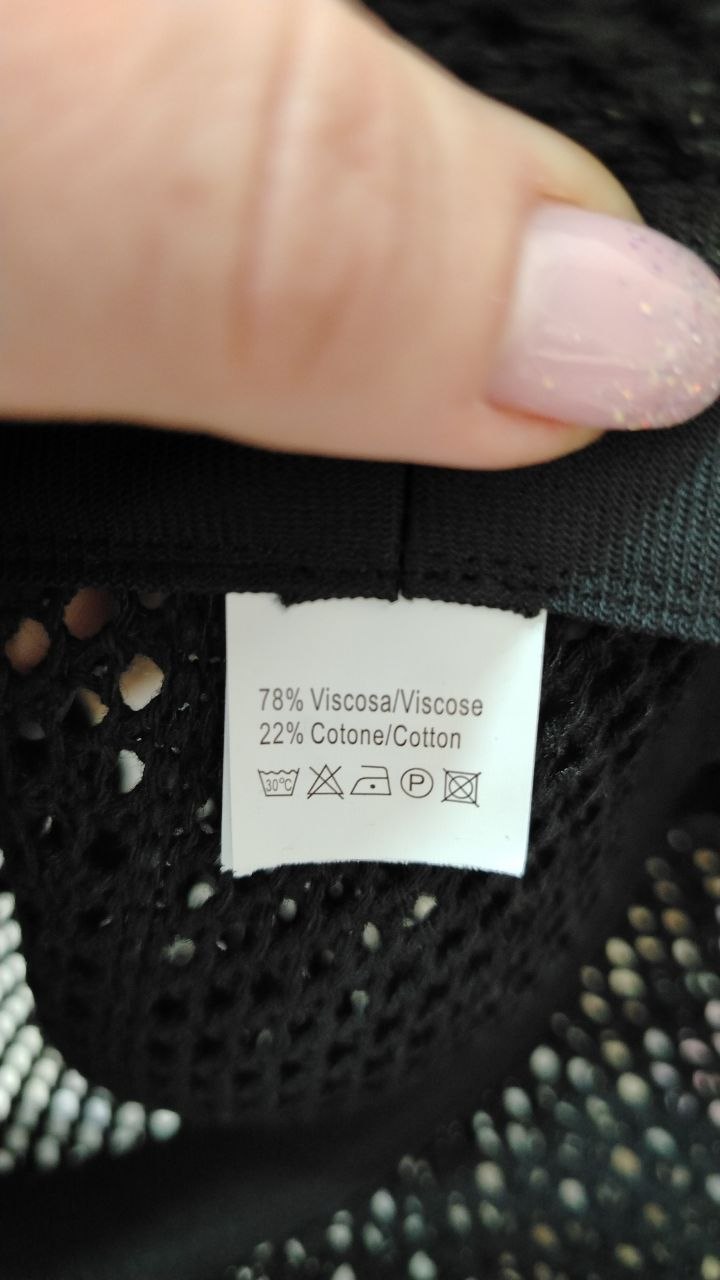 78% Viscosa/Viscose
22% Cotone/Cotton
30°C P